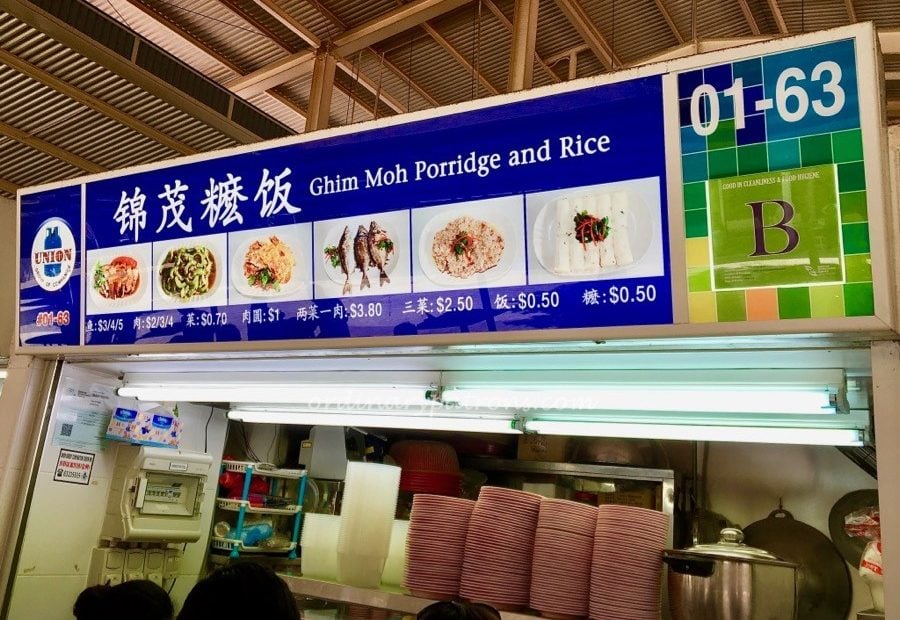 锦茂糜饭 Ghim Moh Porridge and Rice
01-63
GOOD IN CLEANLINESS & FOOD HYGIENE
B
UNION
#01-63
鱼:$3/4/5 肉:$2/3/4 菜:$0.70 肉圆:$1 两菜一肉:$3.80 三菜:$2.50 饭:$0.50 糜:$0.50
ordinarypatrons.com